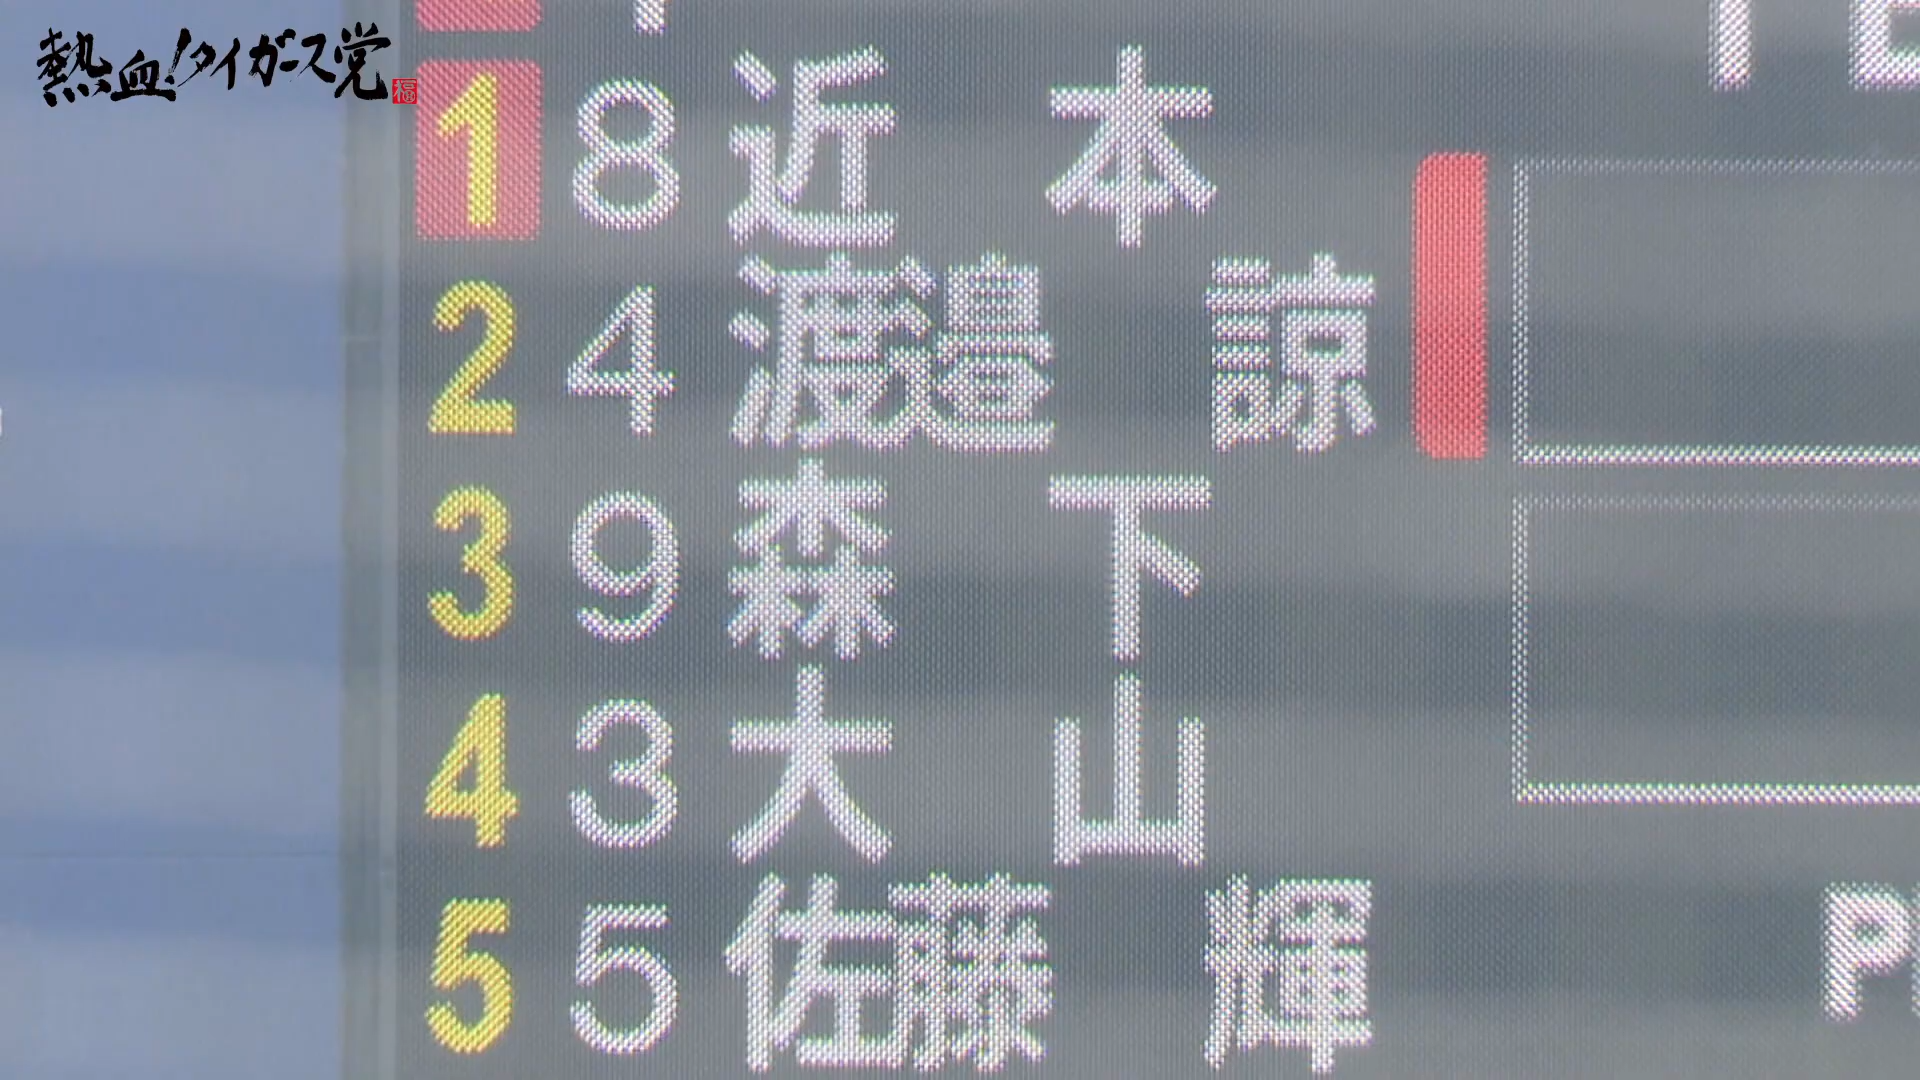 熱血!タイガース党
福
1 8 近本
2 4 渡邉 諒
3 9 森下
4 3 大山
5 5 佐藤 輝
P